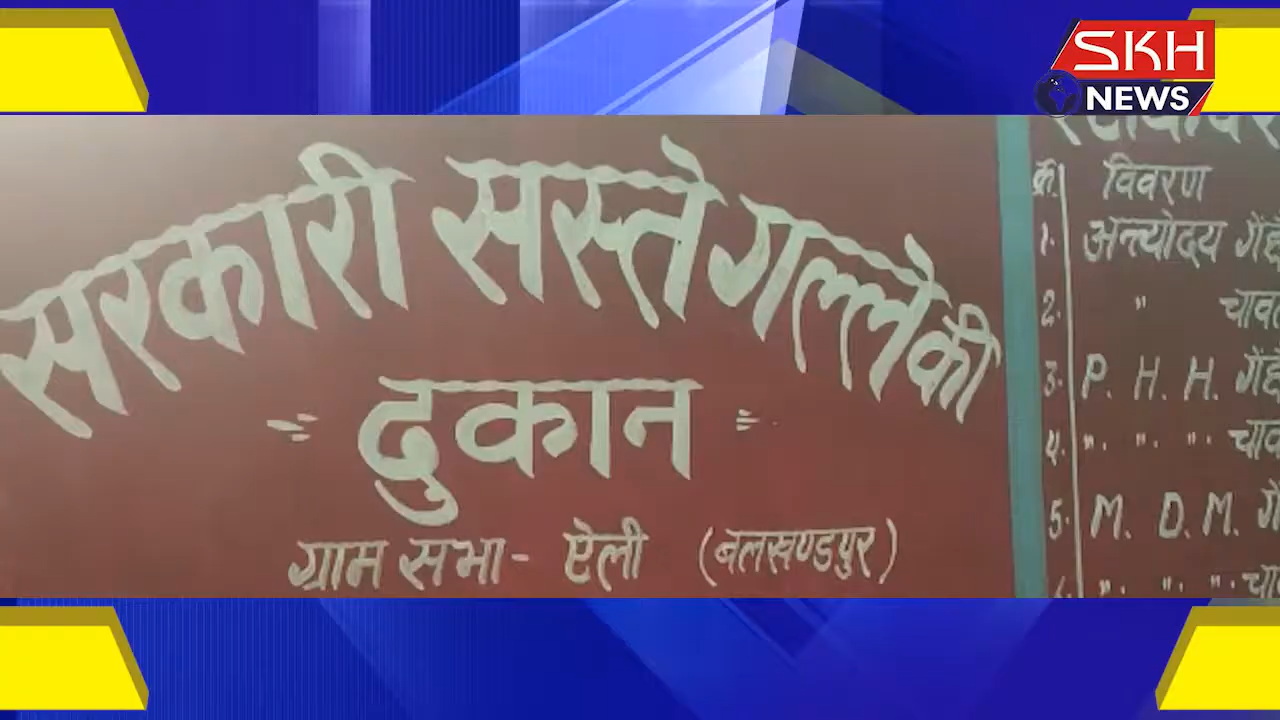 SKH
NEWS
सरकारी सस्ते गल्ले की
दुकान
ग्राम सभा - ऐली (बलखण्डपुर)
क्र. विवरण
1. अन्त्योदय
2. "
3. P. H. H.
4. " " "
5. M. D. M.
" " "